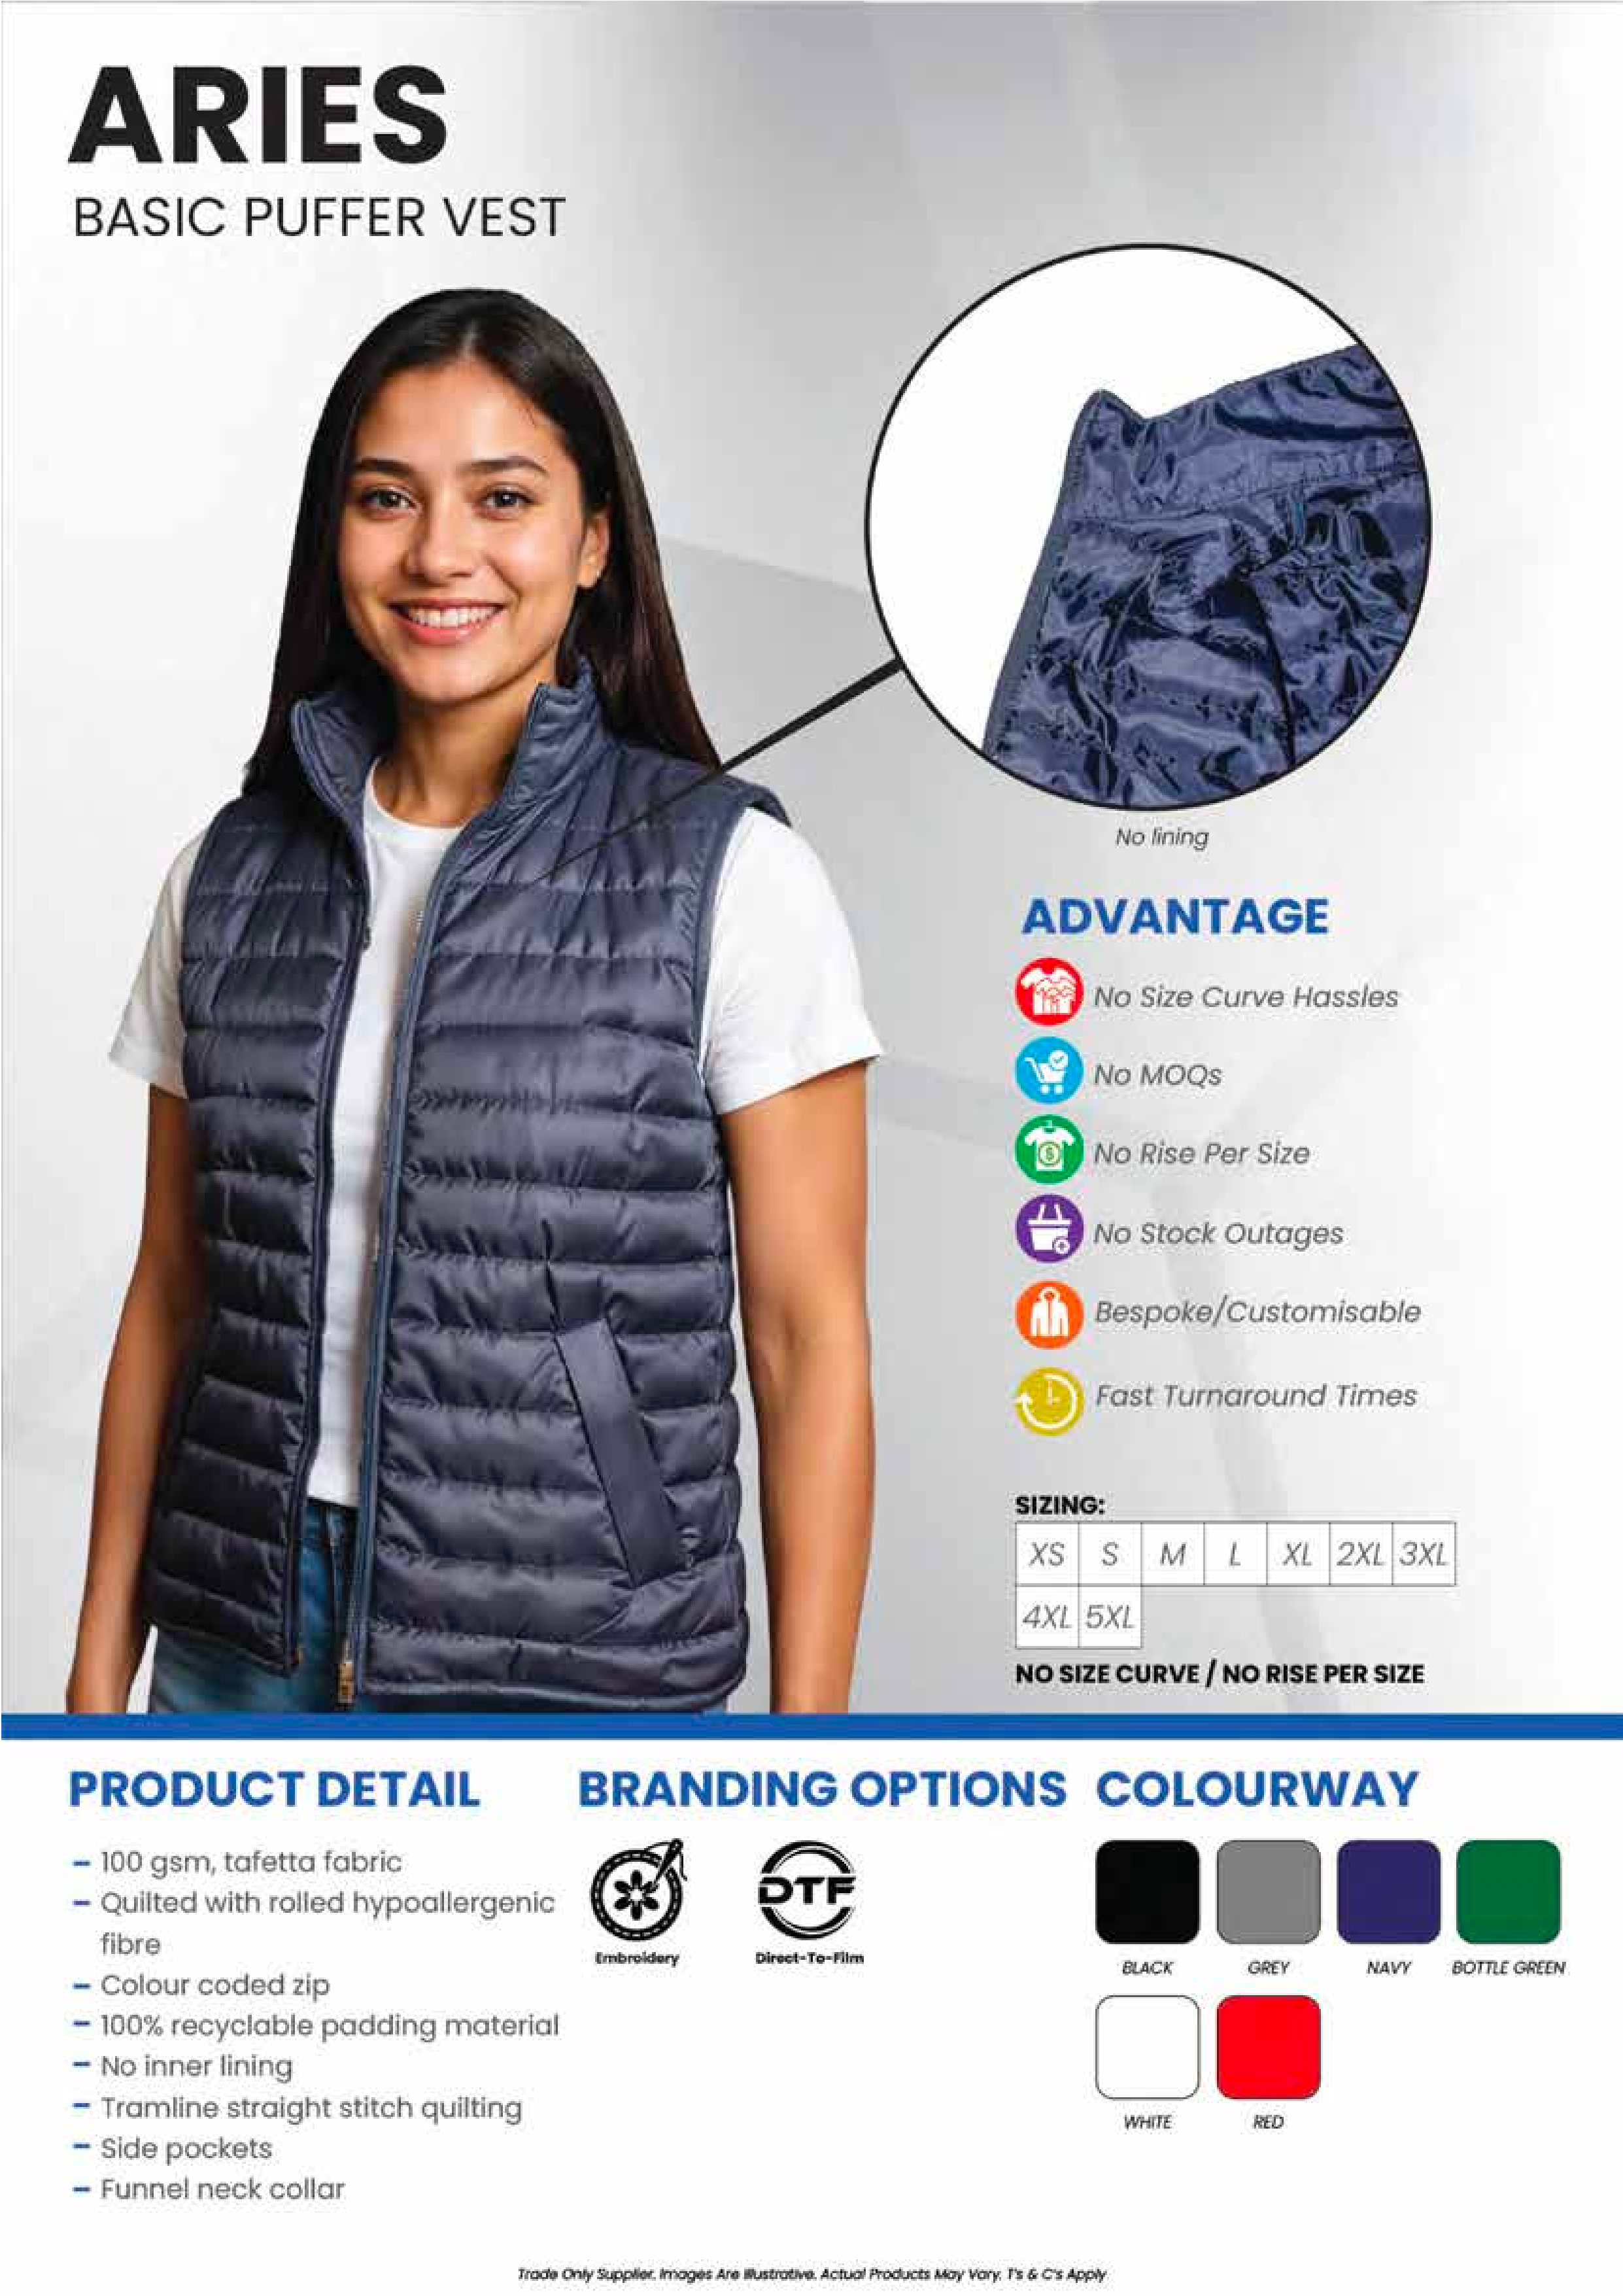 ARIES
BASIC PUFFER VEST
No lining
ADVANTAGE
No Size Curve Hassles
No MOQs
No Rise Per Size
No Stock Outages
Bespoke/Customisable
Fast Turnaround Times
SIZING:
XS S M L XL 2XL 3XL
4XL 5XL
NO SIZE CURVE / NO RISE PER SIZE
PRODUCT DETAIL
- 100 gsm, tafetta fabric
- Quilted with rolled hypoallergenic
fibre
- Colour coded zip
- 100% recyclable padding material
- No inner lining
- Tramline straight stitch quilting
- Side pockets
- Funnel neck collar
BRANDING OPTIONS
DTF
Embroidery Direct-To-Film
COLOURWAY
BLACK GREY NAVY BOTTLE GREEN
WHITE RED
Trade Only Supplier. Images Are Illustrative. Actual Products May Vary. T's & C's Apply